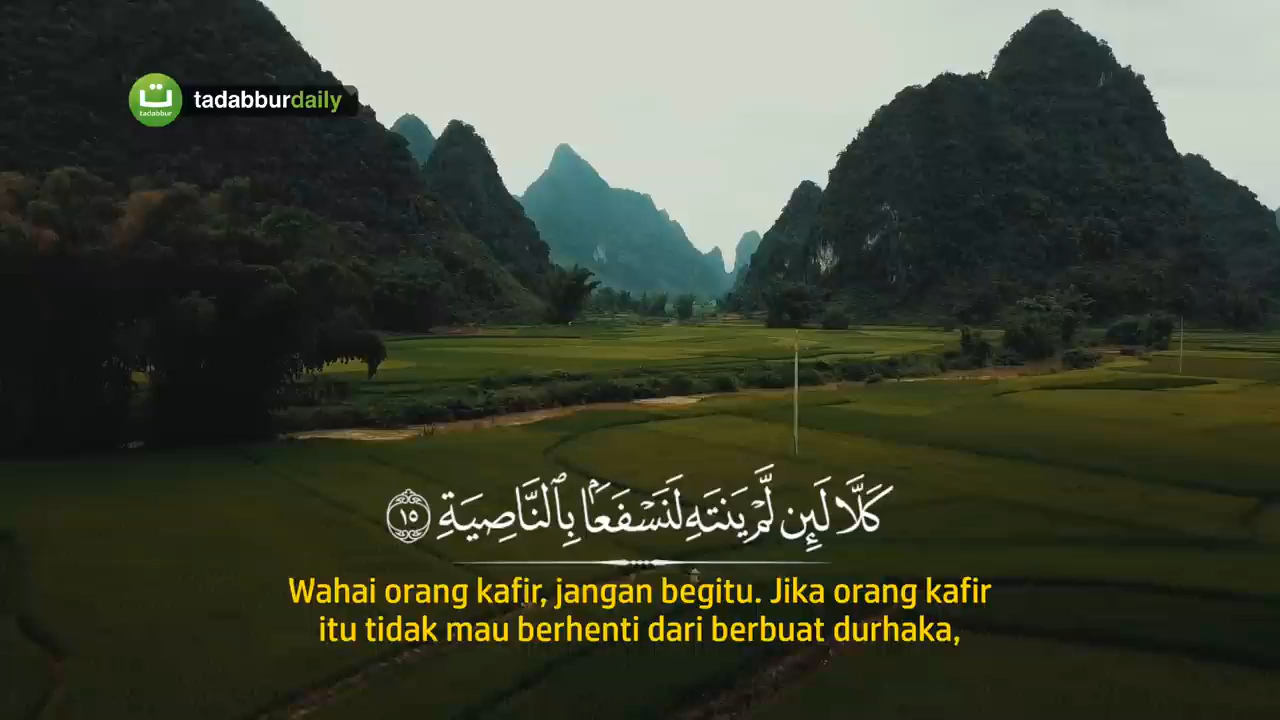 ت
tadabbur
tadabburdaily
كَلَّا لَئِن لَّمْ يَنتَهِ لَنَسْفَعًۢا بِٱلنَّاصِيَةِ ١٥
Wahai orang kafir, jangan begitu. Jika orang kafir
itu tidak mau berhenti dari berbuat durhaka,